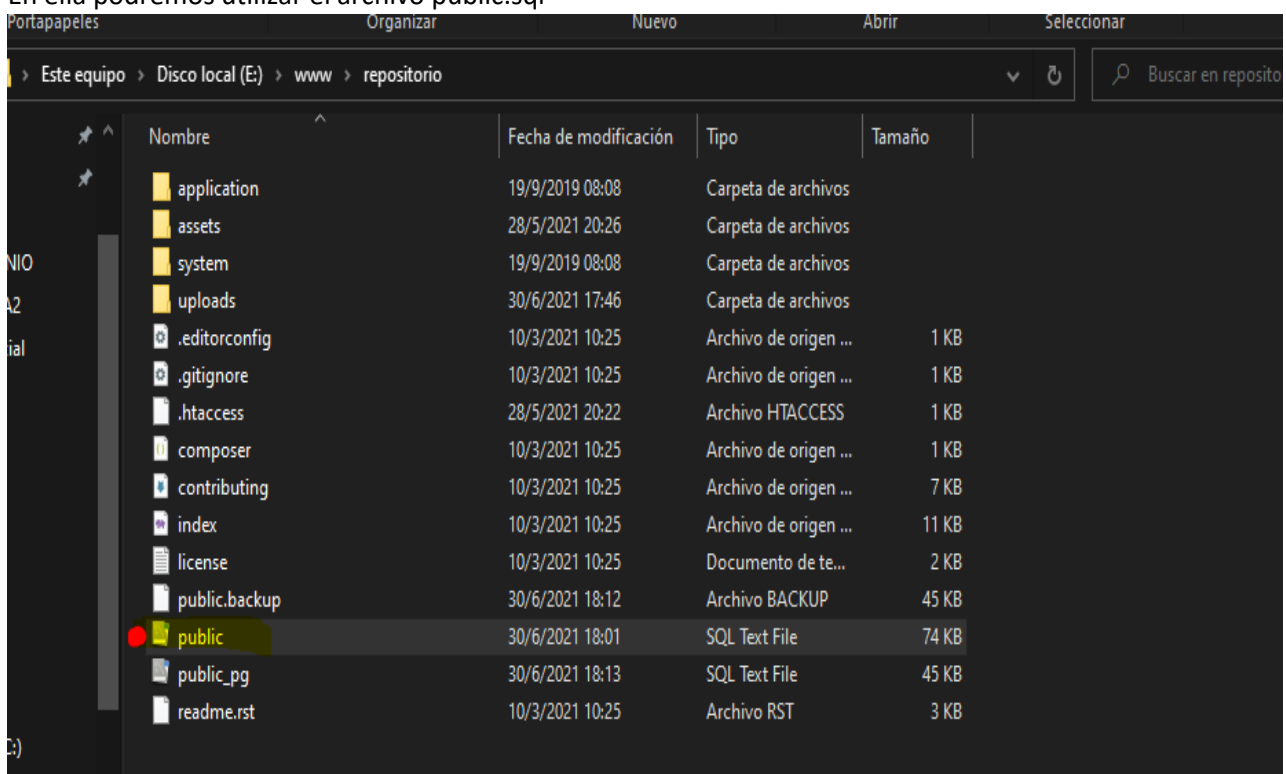 En ella podremos utilizar el archivo public.sql
Portapapeles Organizar Nuevo Abrir Seleccionar
> Este equipo > Disco local (E:) > www > repositorio Buscar en reposito
Nombre Fecha de modificación Tipo Tamaño
application 19/9/2019 08:08 Carpeta de archivos
assets 28/5/2021 20:26 Carpeta de archivos
NIO system 19/9/2019 08:08 Carpeta de archivos
A2 uploads 30/6/2021 17:46 Carpeta de archivos
cial .editorconfig 10/3/2021 10:25 Archivo de origen ... 1 KB
.gitignore 10/3/2021 10:25 Archivo de origen ... 1 KB
.htaccess 28/5/2021 20:22 Archivo HTACCESS 1 KB
composer 10/3/2021 10:25 Archivo de origen ... 1 KB
contributing 10/3/2021 10:25 Archivo de origen ... 7 KB
index 10/3/2021 10:25 Archivo de origen ... 11 KB
license 10/3/2021 10:25 Documento de te... 2 KB
public.backup 30/6/2021 18:12 Archivo BACKUP 45 KB
public 30/6/2021 18:01 SQL Text File 74 KB
public_pg 30/6/2021 18:13 SQL Text File 45 KB
readme.rst 10/3/2021 10:25 Archivo RST 3 KB
C:)